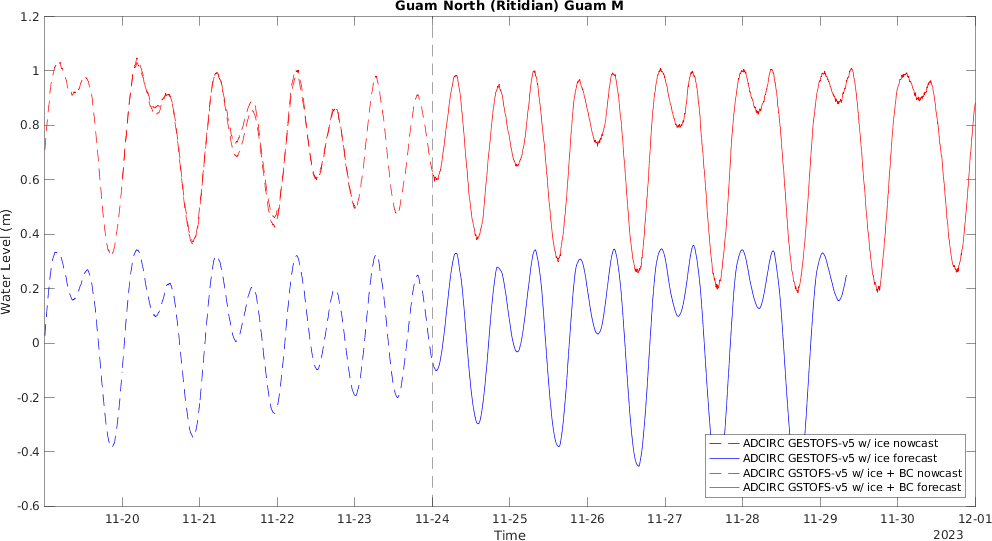 Guam North (Ritidian) Guam M
Water Level (m)
1.2
1
0.8
0.6
0.4
0.2
0
-0.2
-0.4
-0.6
ADCIRC GESTOFS-v5 w/ ice nowcast
ADCIRC GESTOFS-v5 w/ ice forecast
ADCIRC GSTOFS-v5 w/ ice + BC nowcast
ADCIRC GSTOFS-v5 w/ ice + BC forecast
11-20 11-21 11-22 11-23 11-24 11-25 11-26 11-27 11-28 11-29 11-30 12-01
Time
2023